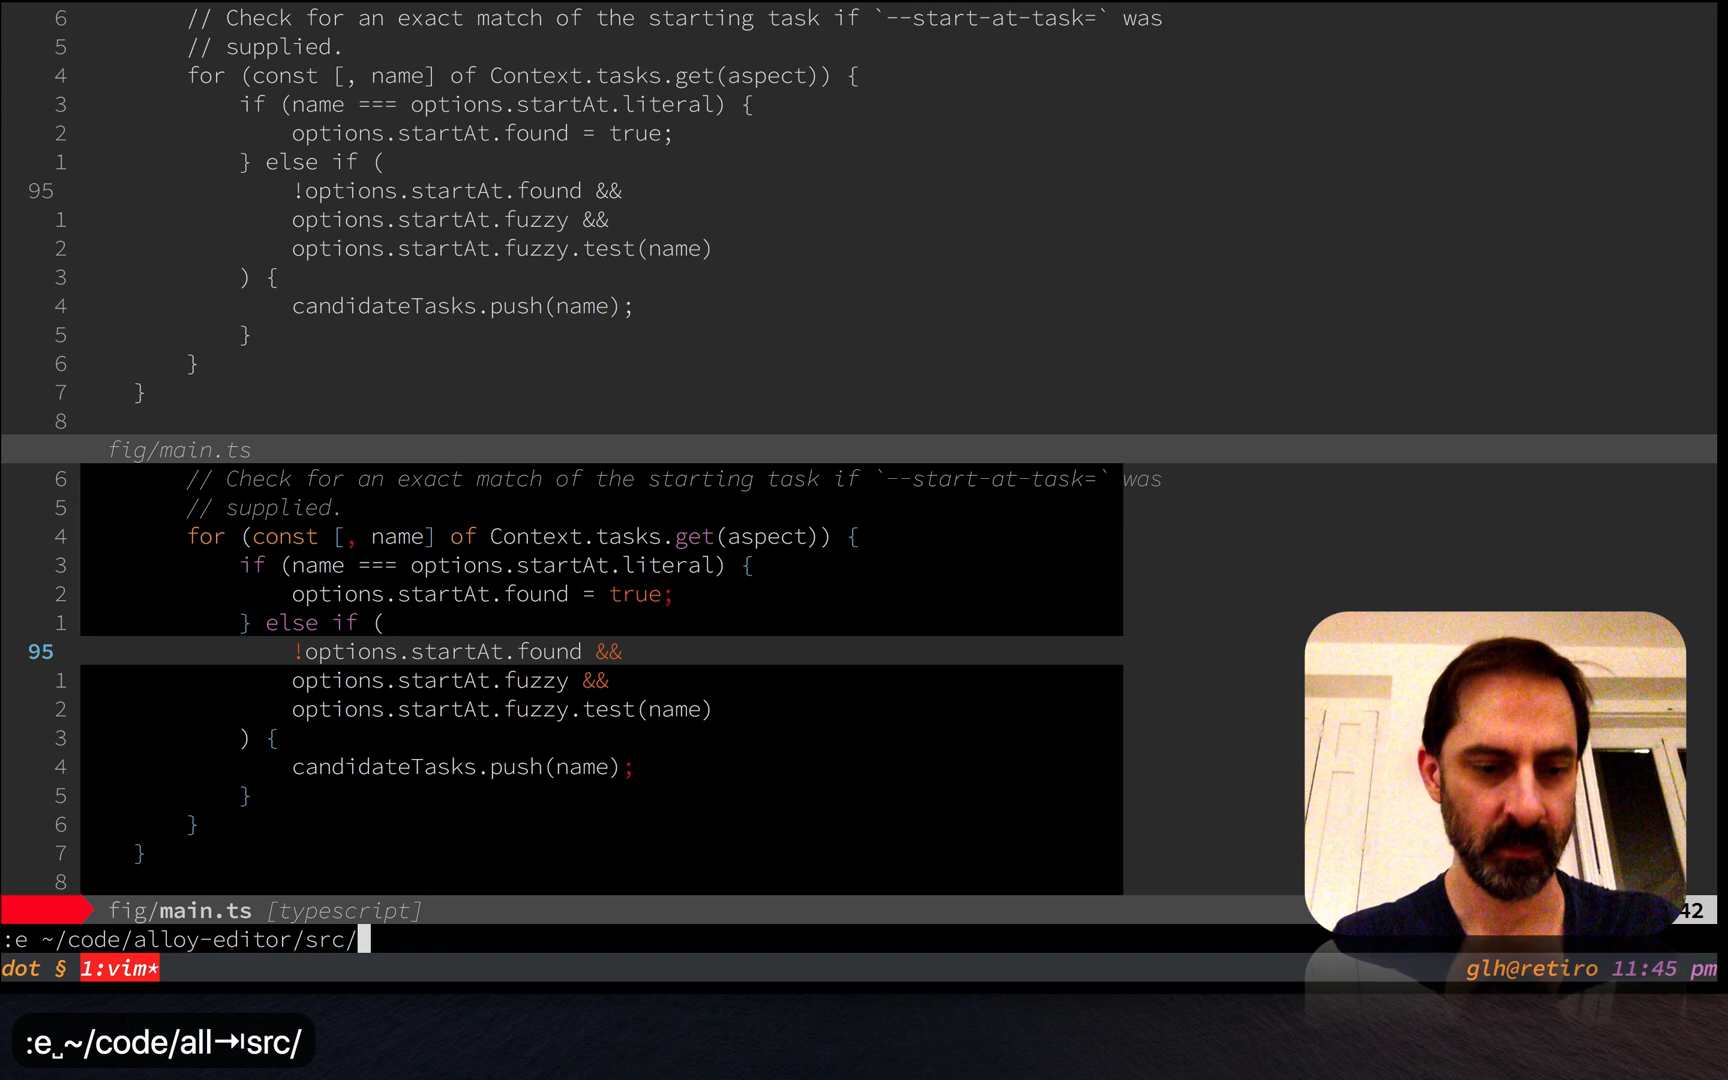 6 // Check for an exact match of the starting task if `--start-at-task=` was
5 // supplied.
4 for (const [, name] of Context.tasks.get(aspect)) {
3 if (name === options.startAt.literal) {
2 options.startAt.found = true;
1 } else if (
95 !options.startAt.found &&
1 options.startAt.fuzzy &&
2 options.startAt.fuzzy.test(name)
3 ) {
4 candidateTasks.push(name);
5 }
6 }
7 }
8
fig/main.ts
6 // Check for an exact match of the starting task if `--start-at-task=` was
5 // supplied.
4 for (const [, name] of Context.tasks.get(aspect)) {
3 if (name === options.startAt.literal) {
2 options.startAt.found = true;
1 } else if (
95 !options.startAt.found &&
1 options.startAt.fuzzy &&
2 options.startAt.fuzzy.test(name)
3 ) {
4 candidateTasks.push(name);
5 }
6 }
7 }
8
fig/main.ts [typescript] 42
:e ~/code/alloy-editor/src/
dot § 1:vim* glh@retiro 11:45 pm
:e␣~/code/all⇥src/